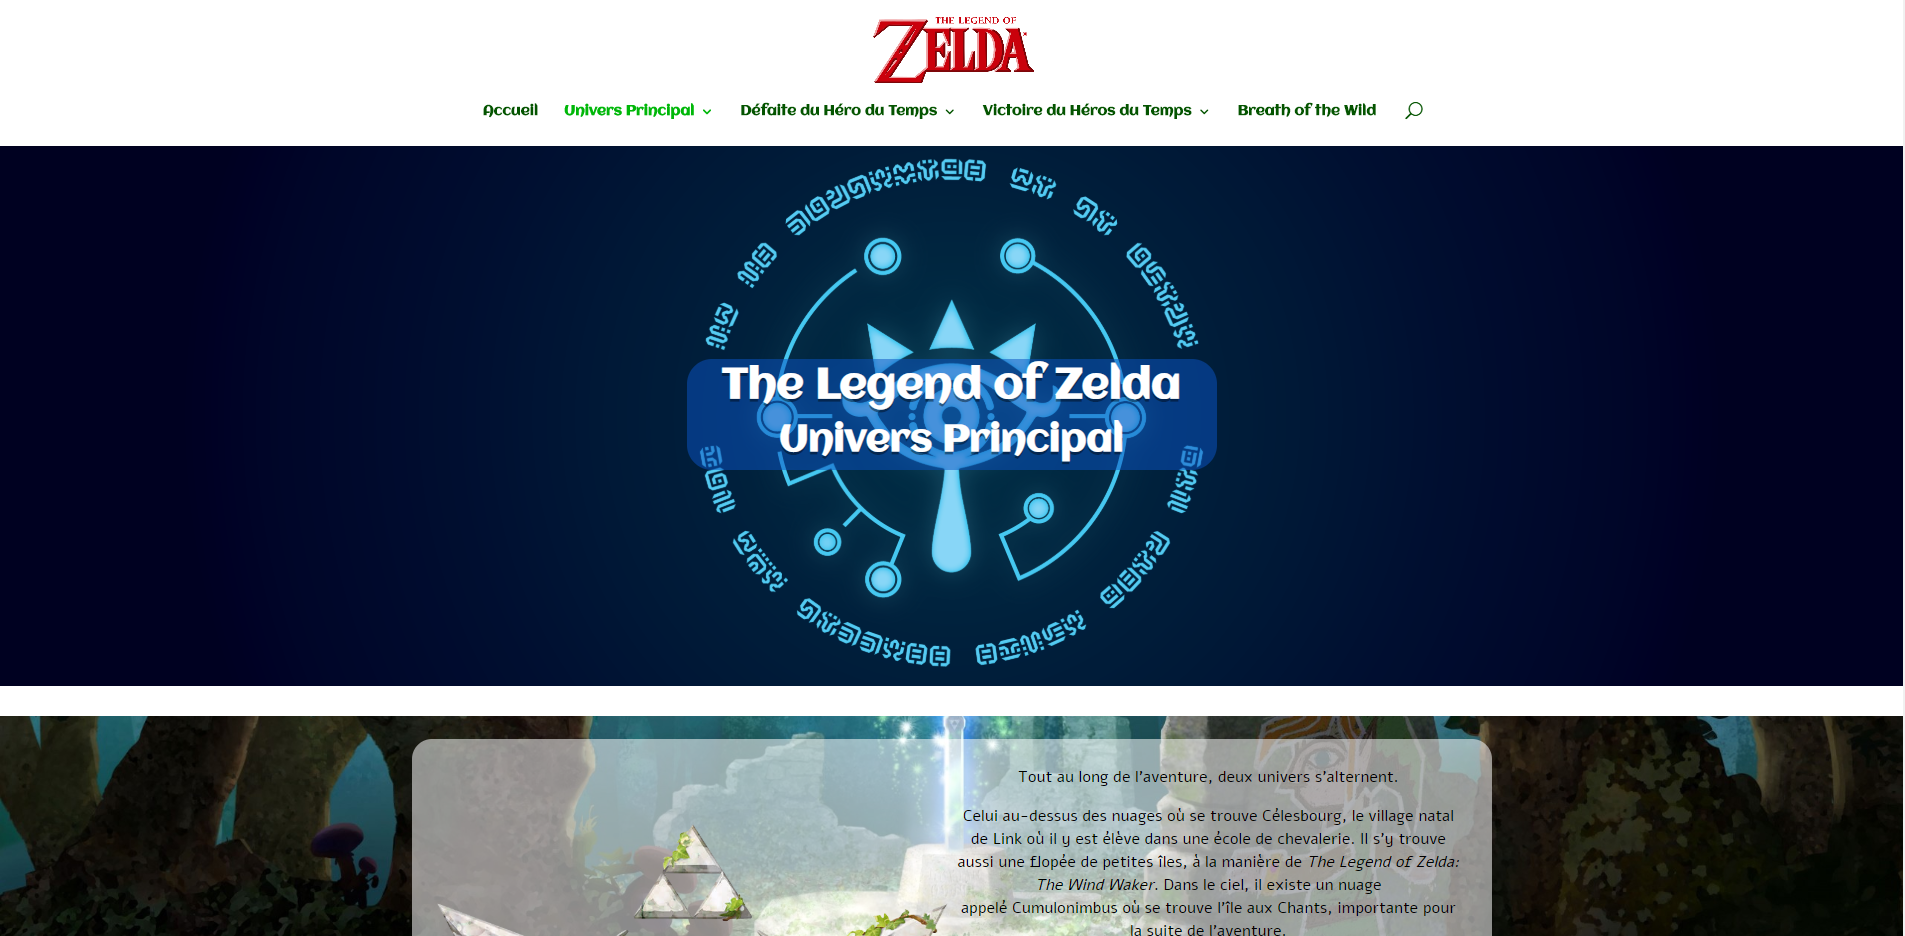 THE LEGEND OF
ZELDA
Accueil
Univers Principal
Défaite du Héro du Temps
Victoire du Héros du Temps
Breath of the Wild
The Legend of Zelda
Univers Principal
Tout au long de l'aventure, deux univers s'alternent.
Celui au-dessus des nuages où se trouve Célesbourg, le village natal
de Link où il y est élève dans une école de chevalerie. Il s'y trouve
aussi une flopée de petites îles, à la manière de The Legend of Zelda:
The Wind Waker. Dans le ciel, il existe un nuage
appelé Cumulonimbus où se trouve l'île aux Chants, importante pour
la suite de l'aventure.